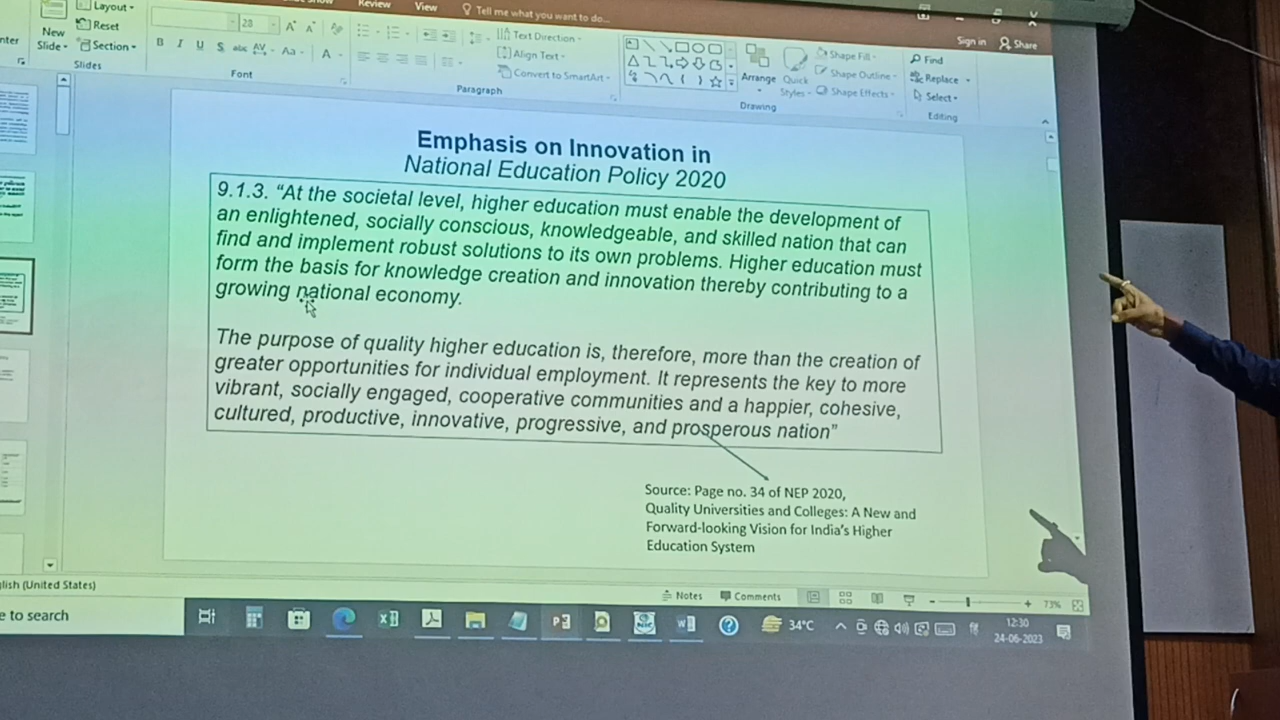 Layout
Review
View
Tell me what you want to do...
Sign in
Share
New
Slide
Reset
Section
28
B I U S abc AV Aa A
Text Direction
Align Text
Convert to SmartArt
Arrange
Quick
Styles
Shape Fill
Shape Outline
Shape Effects
Find
Replace
Select
Slides
Font
Paragraph
Drawing
Editing
Emphasis on Innovation in
National Education Policy 2020
9.1.3. “At the societal level, higher education must enable the development of
an enlightened, socially conscious, knowledgeable, and skilled nation that can
find and implement robust solutions to its own problems. Higher education must
form the basis for knowledge creation and innovation thereby contributing to a
growing national economy.
The purpose of quality higher education is, therefore, more than the creation of
greater opportunities for individual employment. It represents the key to more
vibrant, socially engaged, cooperative communities and a happier, cohesive,
cultured, productive, innovative, progressive, and prosperous nation”
Source: Page no. 34 of NEP 2020,
Quality Universities and Colleges: A New and
Forward-looking Vision for India’s Higher
Education System
(United States)
Notes
Comments
73%
to search
34°C
12:30
24-06-2023